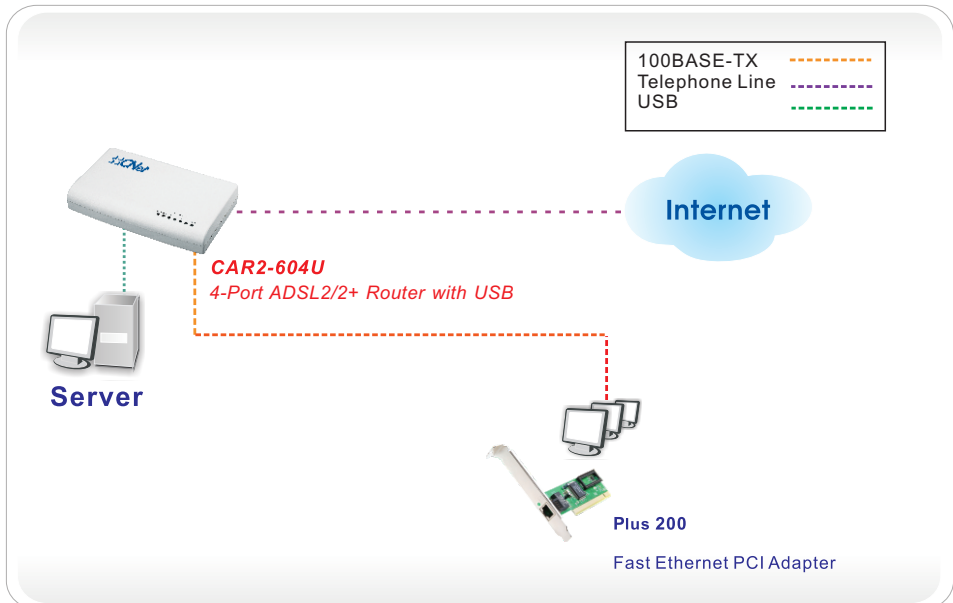 100BASE-TX
Telephone Line
USB
CNet
Internet
CAR2-604U
4-Port ADSL2/2+ Router with USB
Server
Plus 200
Fast Ethernet PCI Adapter